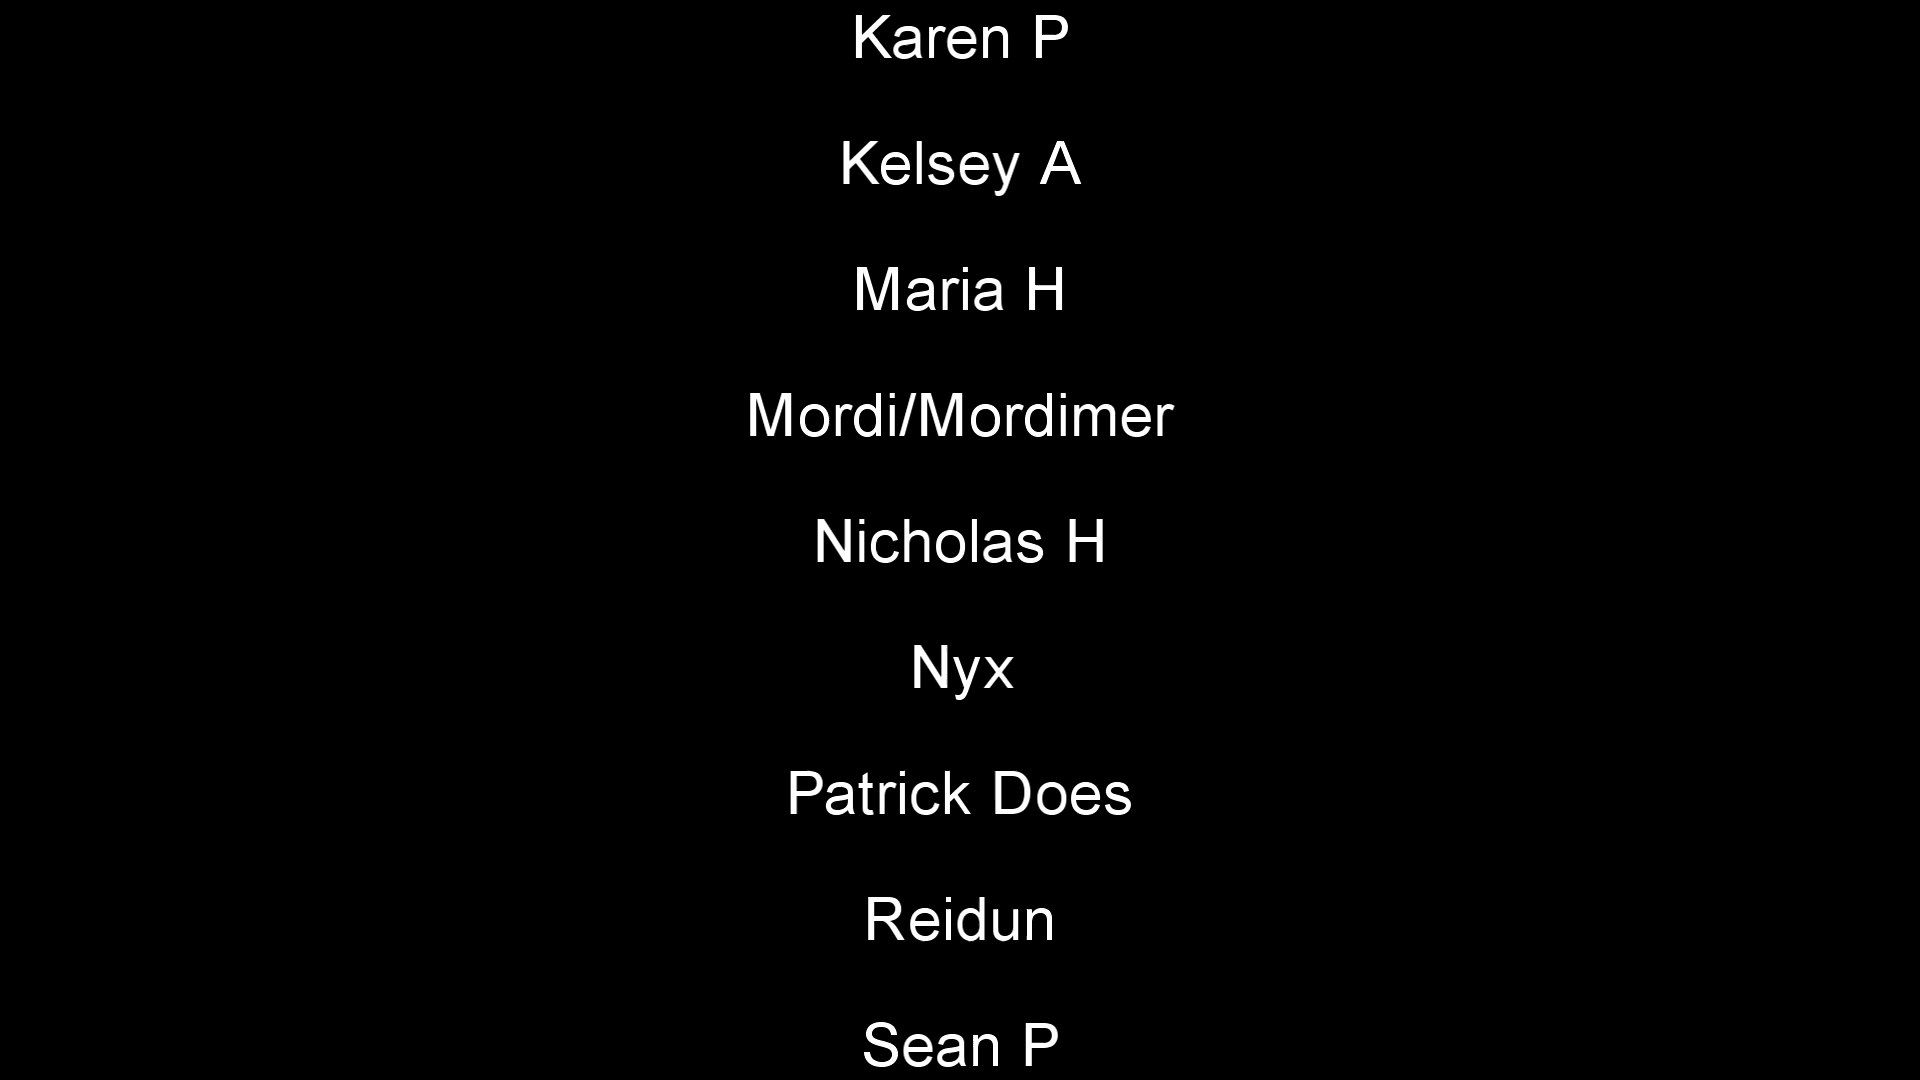 Karen P
Kelsey A
Maria H
Mordi/Mordimer
Nicholas H
Nyx
Patrick Does
Reidun
Sean P